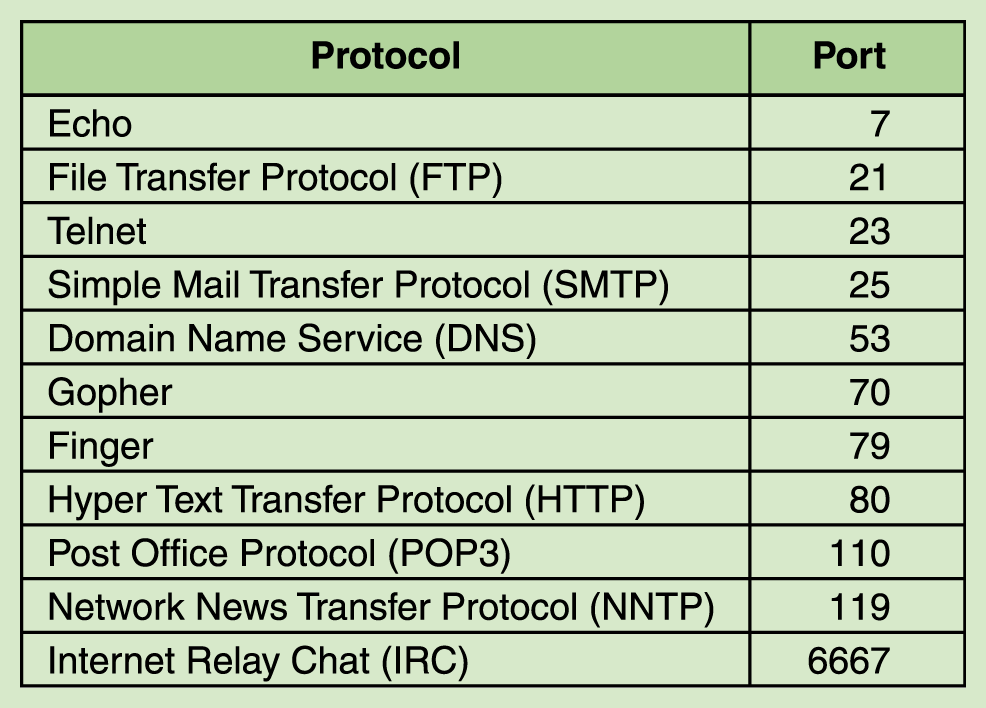 Protocol Port
Echo 7
File Transfer Protocol (FTP) 21
Telnet 23
Simple Mail Transfer Protocol (SMTP) 25
Domain Name Service (DNS) 53
Gopher 70
Finger 79
Hyper Text Transfer Protocol (HTTP) 80
Post Office Protocol (POP3) 110
Network News Transfer Protocol (NNTP) 119
Internet Relay Chat (IRC) 6667